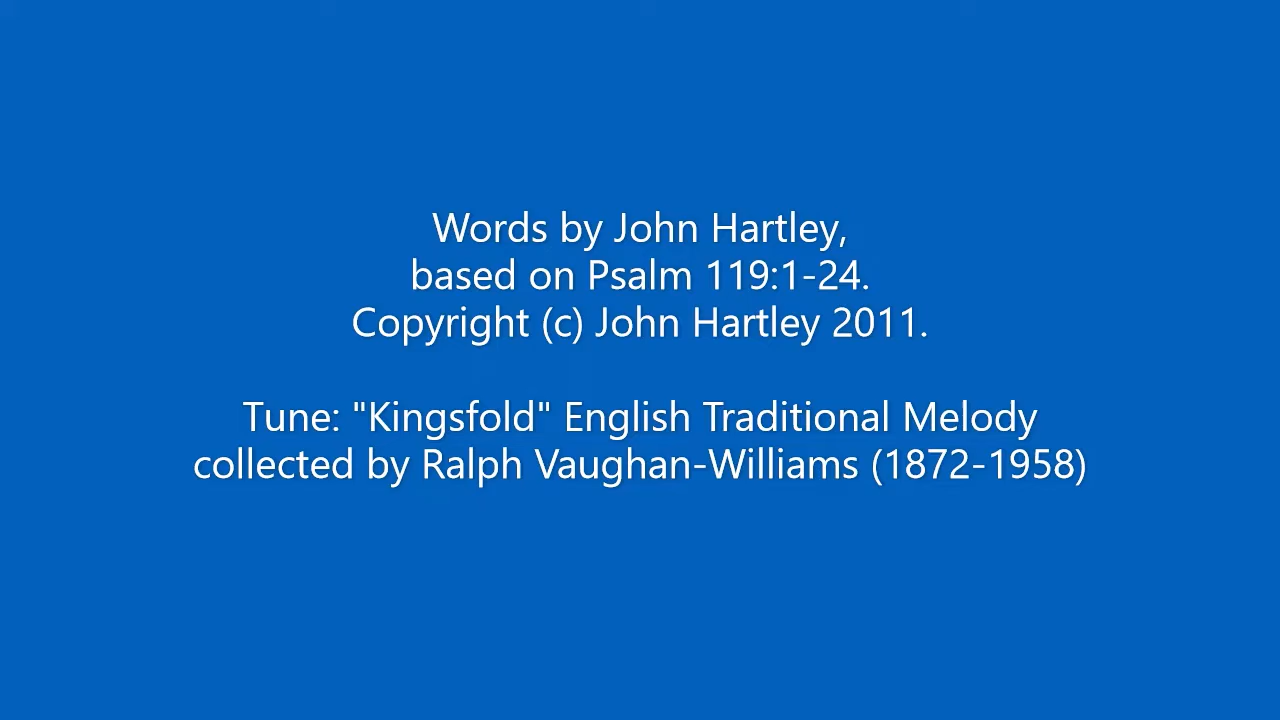 Words by John Hartley,
based on Psalm 119:1-24.
Copyright (c) John Hartley 2011.
Tune: "Kingsfold" English Traditional Melody
collected by Ralph Vaughan-Williams (1872-1958)